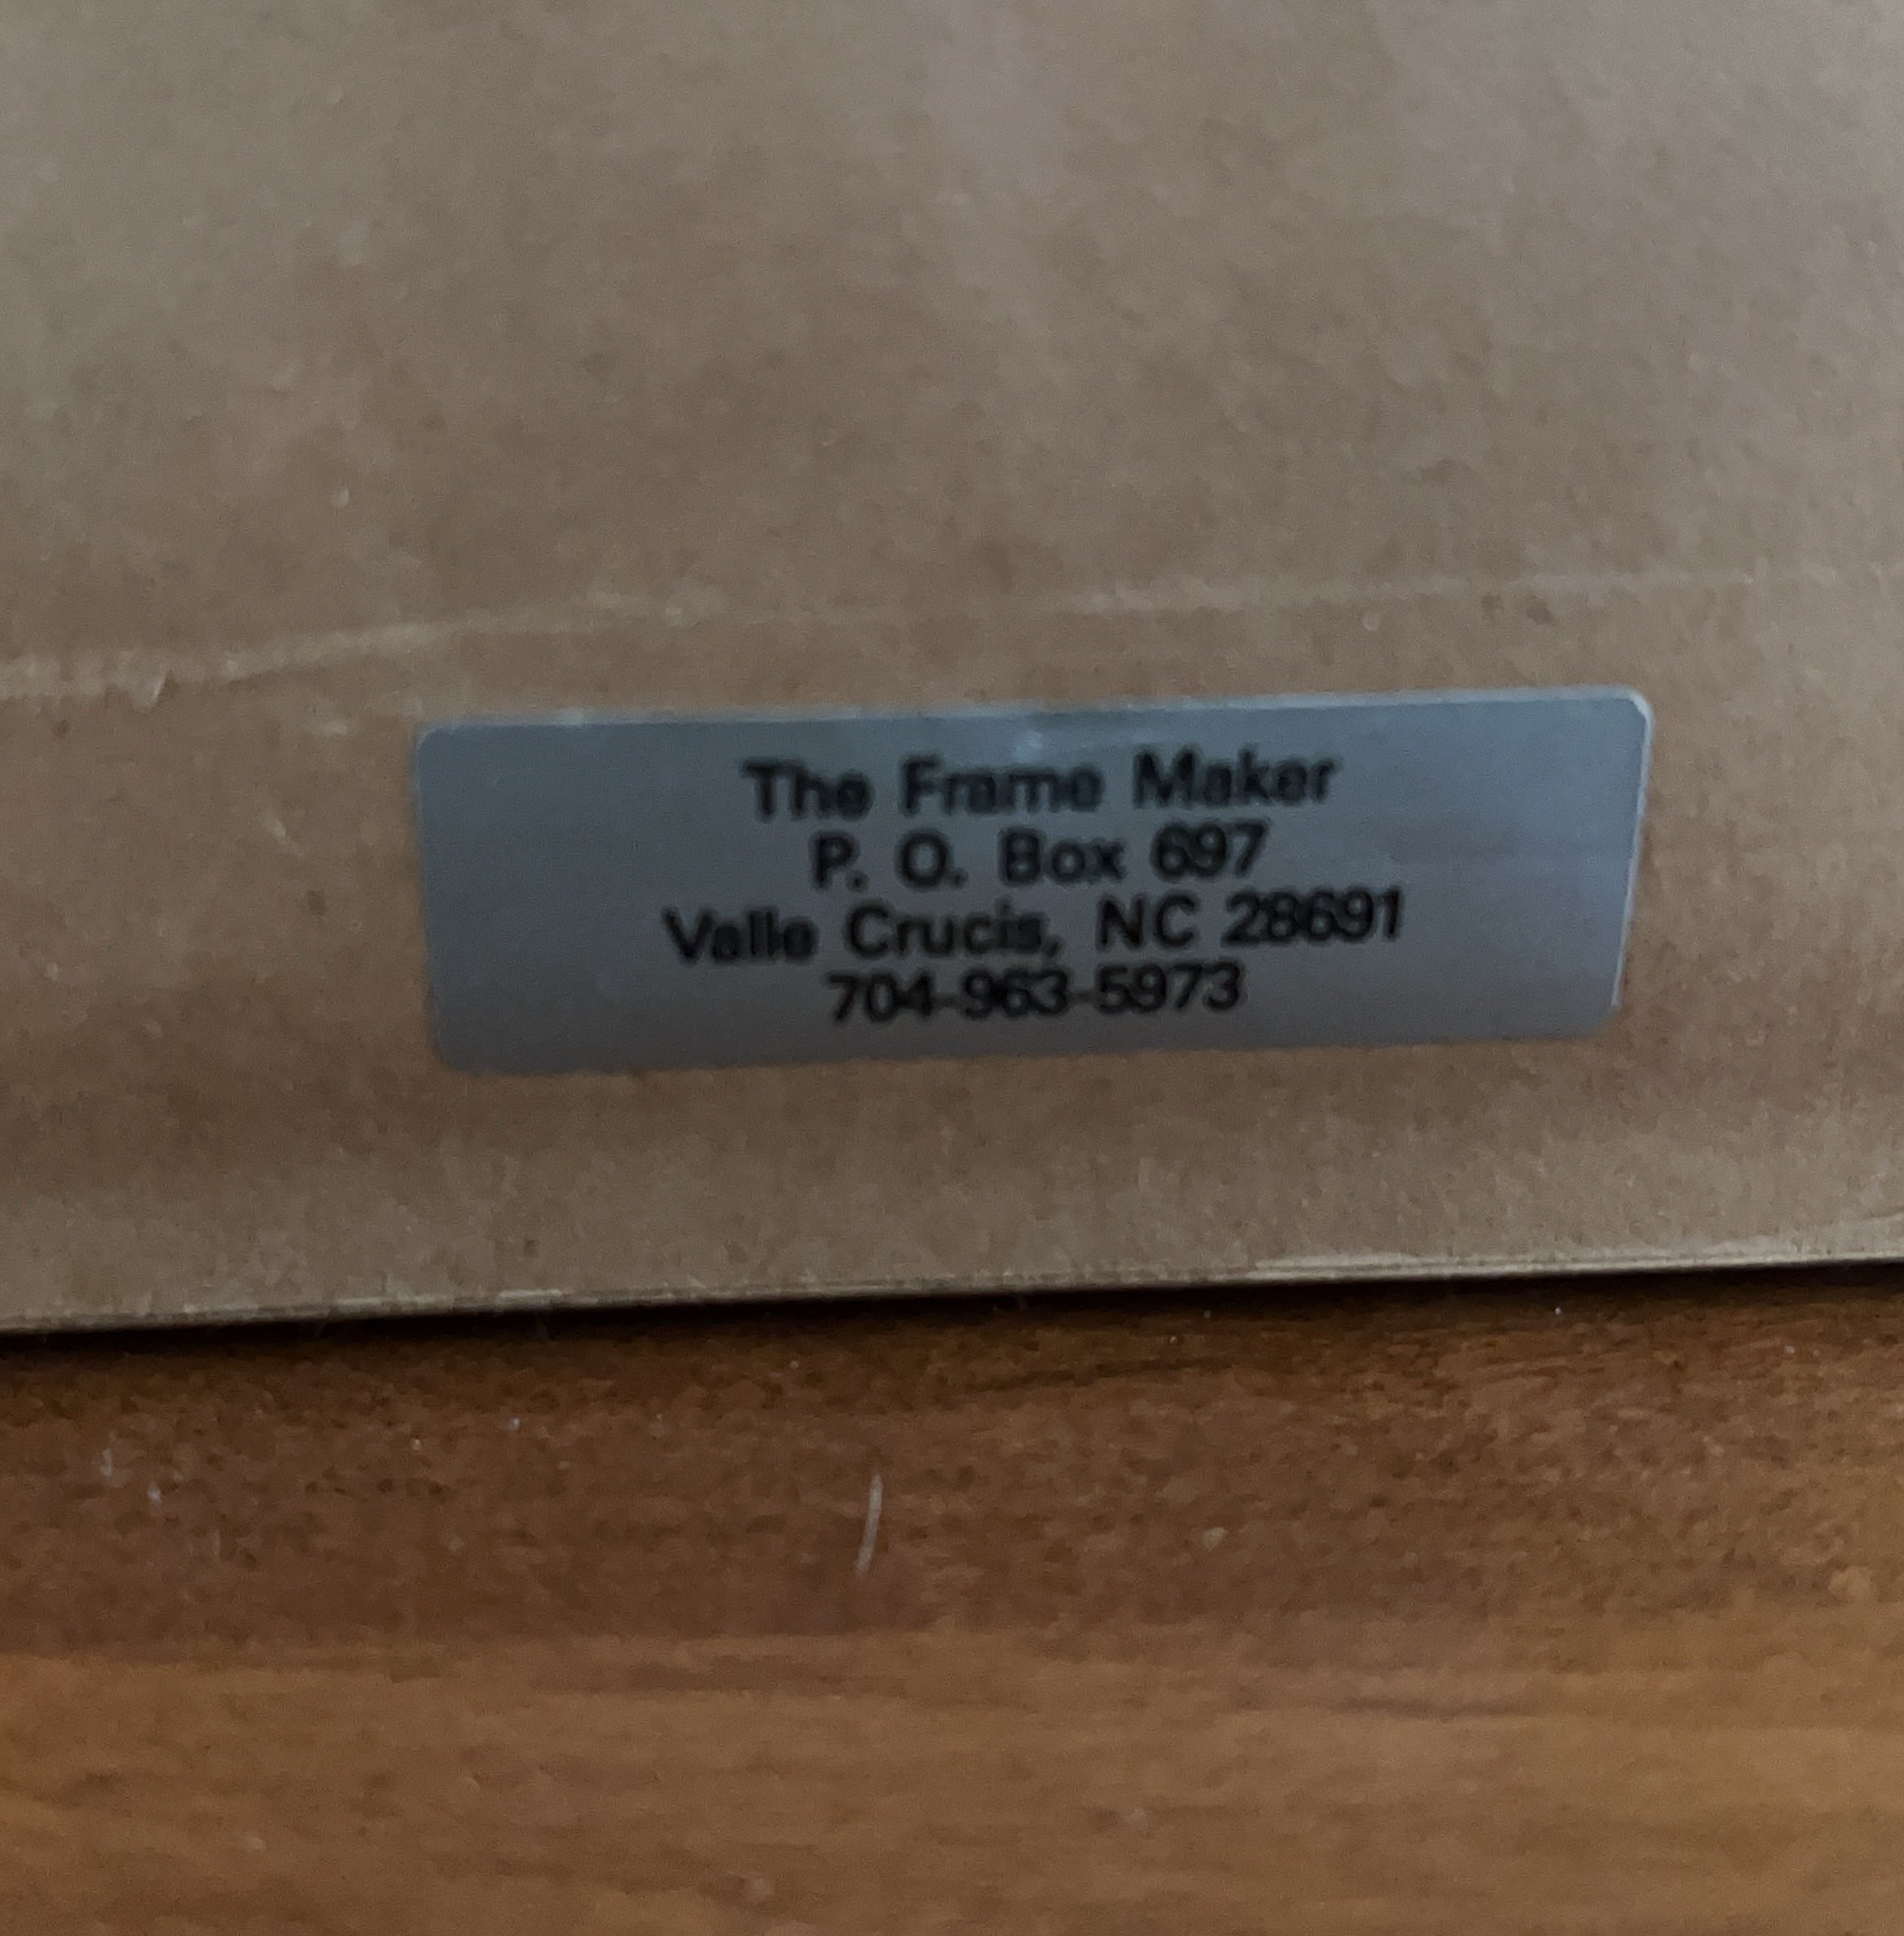 The Frame Maker
P. O. Box 697
Valle Crucis, NC 28691
704-963-5973